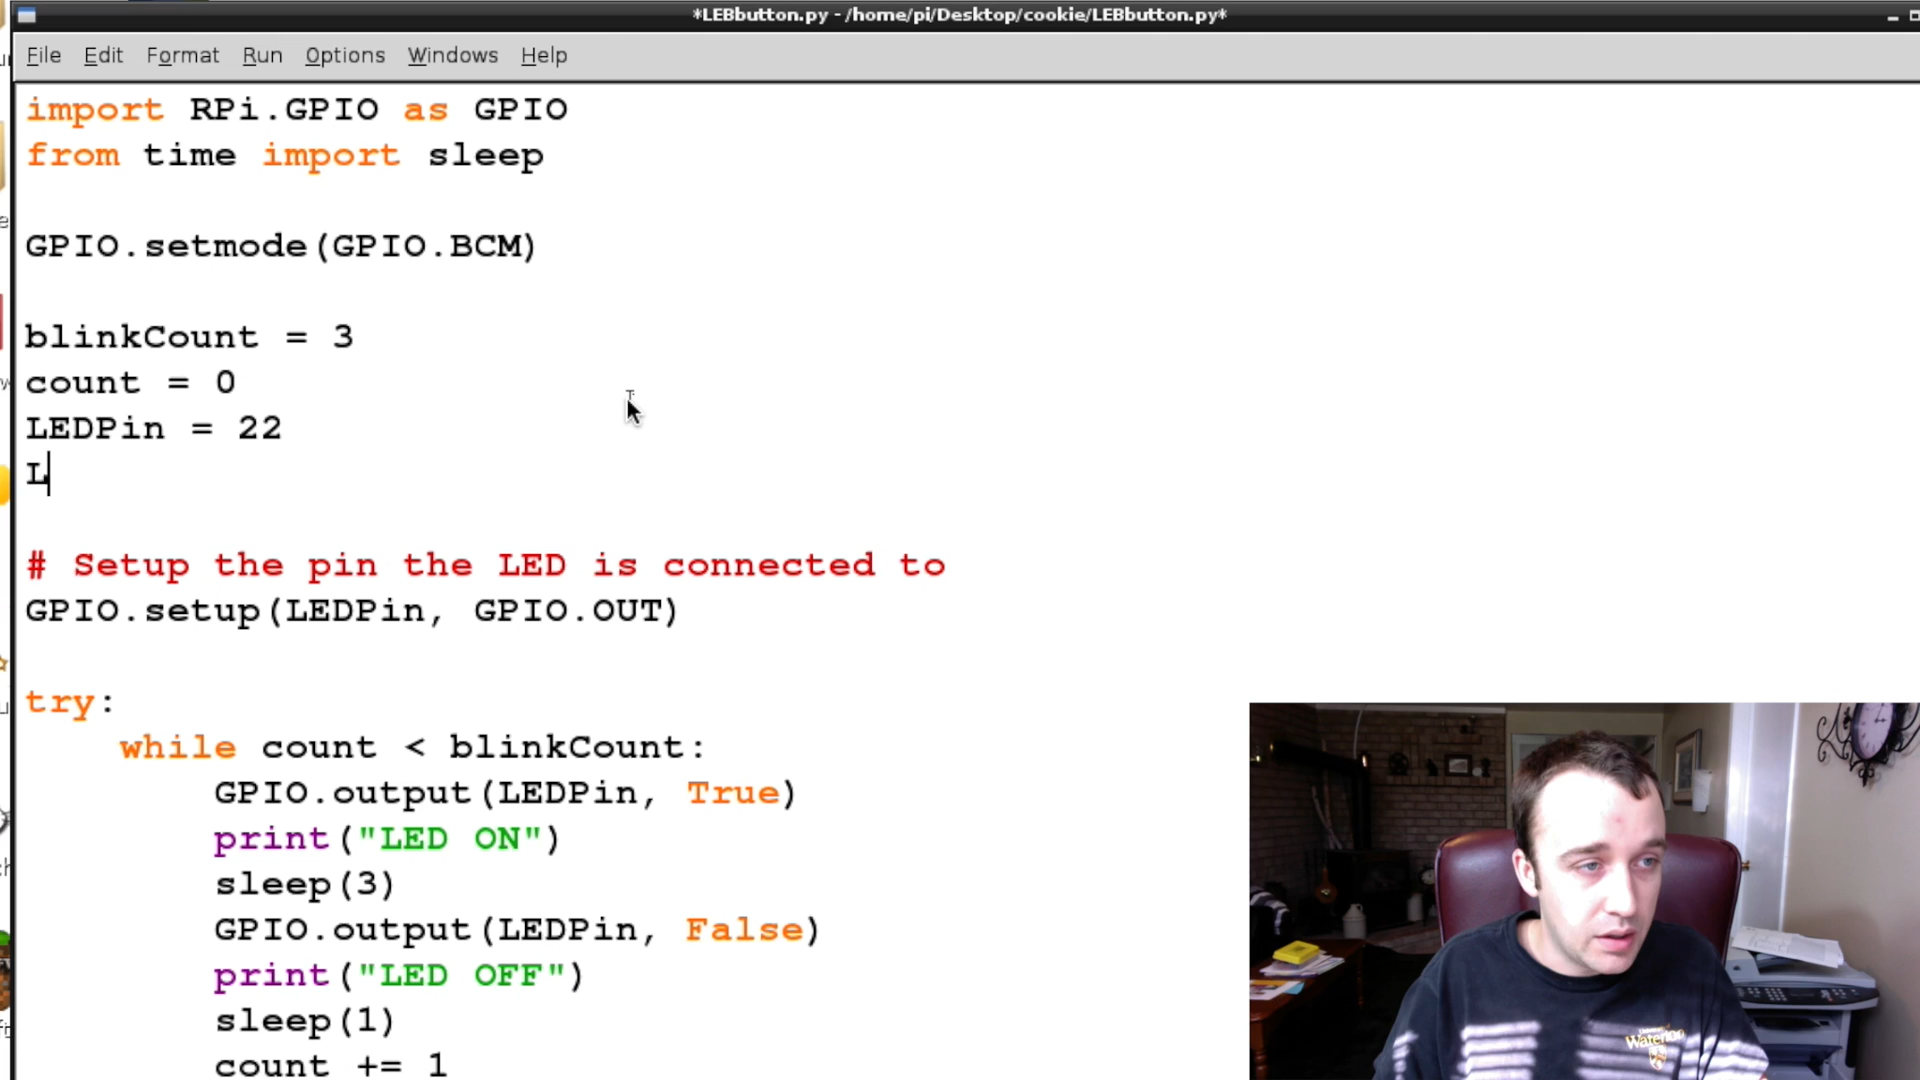 *LEBbutton.py - /home/pi/Desktop/cookie/LEBbutton.py*
File Edit Format Run Options Windows Help
import RPi.GPIO as GPIO
from time import sleep
GPIO.setmode(GPIO.BCM)
blinkCount = 3
count = 0
LEDPin = 22
L
# Setup the pin the LED is connected to
GPIO.setup(LEDPin, GPIO.OUT)
try:
while count < blinkCount:
GPIO.output(LEDPin, True)
print("LED ON")
sleep(3)
GPIO.output(LEDPin, False)
print("LED OFF")
sleep(1)
count += 1
Waterloo